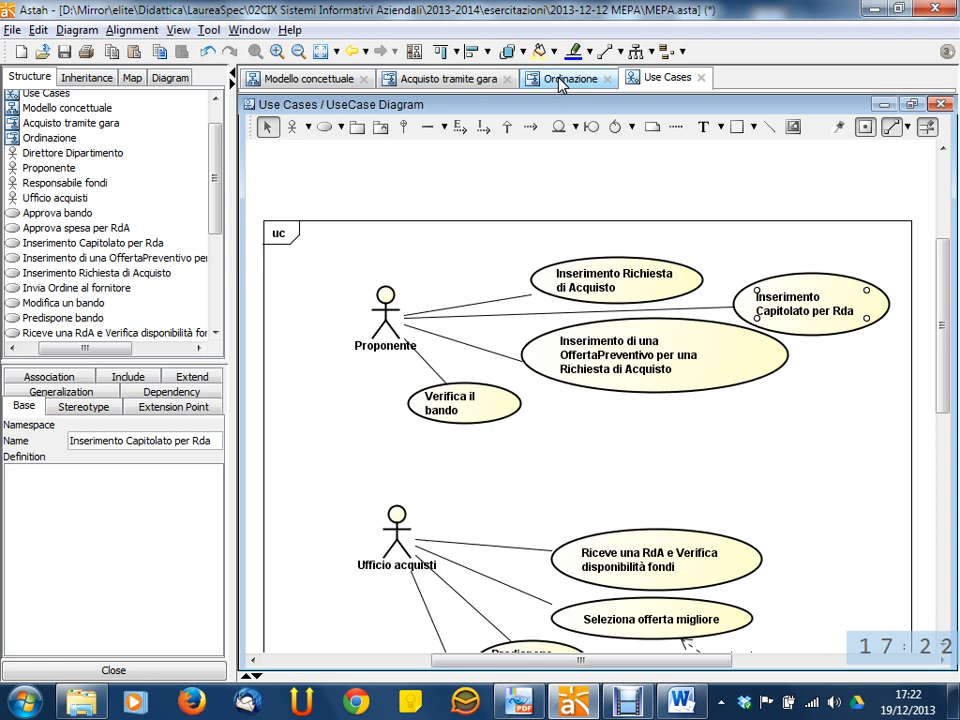 Astah - [D:\Mirror\elite\Didattica\LaureaSpec\02CIX Sistemi Informativi Aziendali\2013-2014\esercitazioni\2013-12-12 MEPA\MEPA.asta] (*)
File Edit Diagram Alignment View Tool Window Help
3
Structure Inheritance Map Diagram
Modello concettuale Acquisto tramite gara Ordinazione Use Cases
Use Cases
Modello concettuale
Acquisto tramite gara
Ordinazione
Direttore Dipartimento
Proponente
Responsabile fondi
Ufficio acquisti
Approva bando
Approva spesa per RdA
Inserimento Capitolato per Rda
Inserimento di una OffertaPreventivo per
Inserimento Richiesta di Acquisto
Invia Ordine al fornitore
Modifica un bando
Predispone bando
Riceve una RdA e Verifica disponibilità for
Association Include Extend
Generalization Dependency
Base Stereotype Extension Point
Namespace
Name Inserimento Capitolato per Rda
Definition
Close
Use Cases / UseCase Diagram
T
uc
Proponente
Inserimento Richiesta
di Acquisto
Inserimento
Capitolato per Rda
Inserimento di una
OffertaPreventivo per una
Richiesta di Acquisto
Verifica il
bando
Ufficio acquisti
Riceve una RdA e Verifica
disponibilità fondi
Seleziona offerta migliore
Predispone
17:22
17:22
19/12/2013